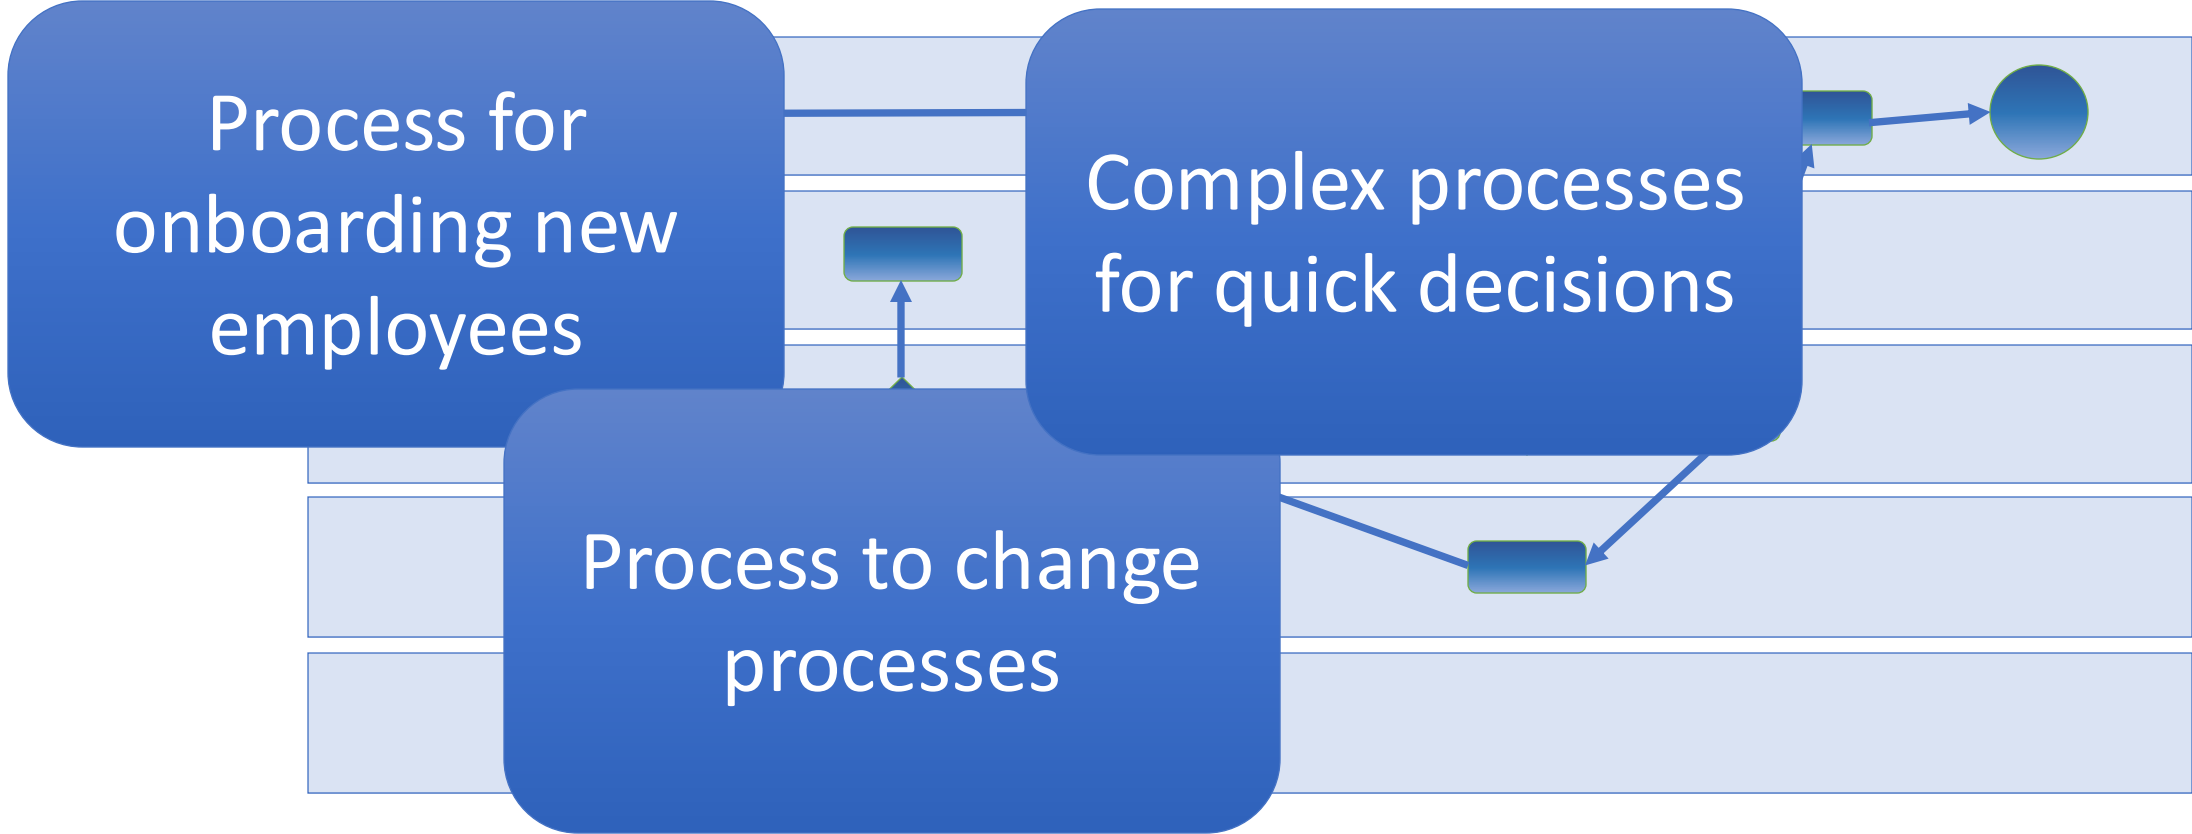 Process for
onboarding new
employees
Complex processes
for quick decisions
Process to change
processes